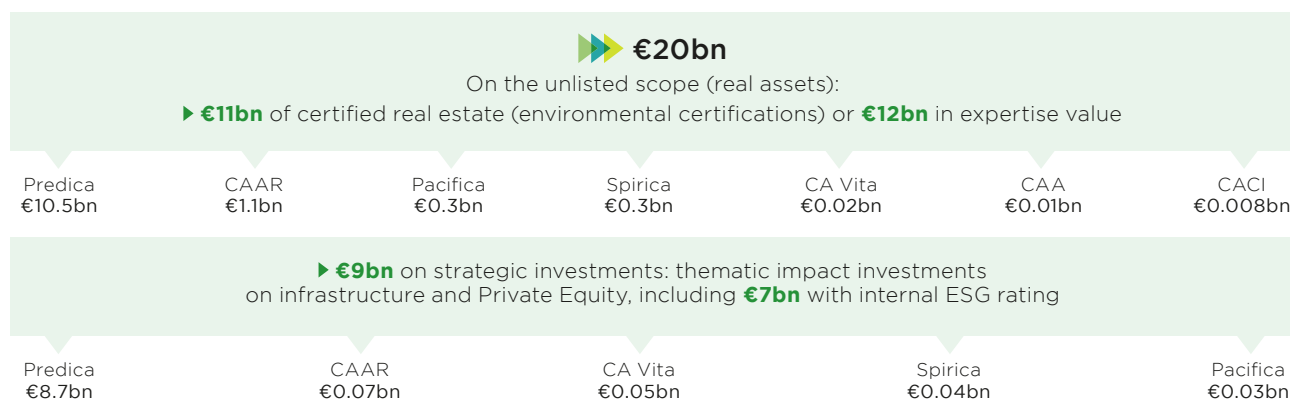 €20bn
On the unlisted scope (real assets):
€11bn of certified real estate (environmental certifications) or €12bn in expertise value
Predica CAAR Pacifica Spirica CA Vita CAA CACI
€10.5bn €1.1bn €0.3bn €0.3bn €0.02bn €0.01bn €0.008bn
€9bn on strategic investments: thematic impact investments
on infrastructure and Private Equity, including €7bn with internal ESG rating
Predica CAAR CA Vita Spirica Pacifica
€8.7bn €0.07bn €0.05bn €0.04bn €0.03bn